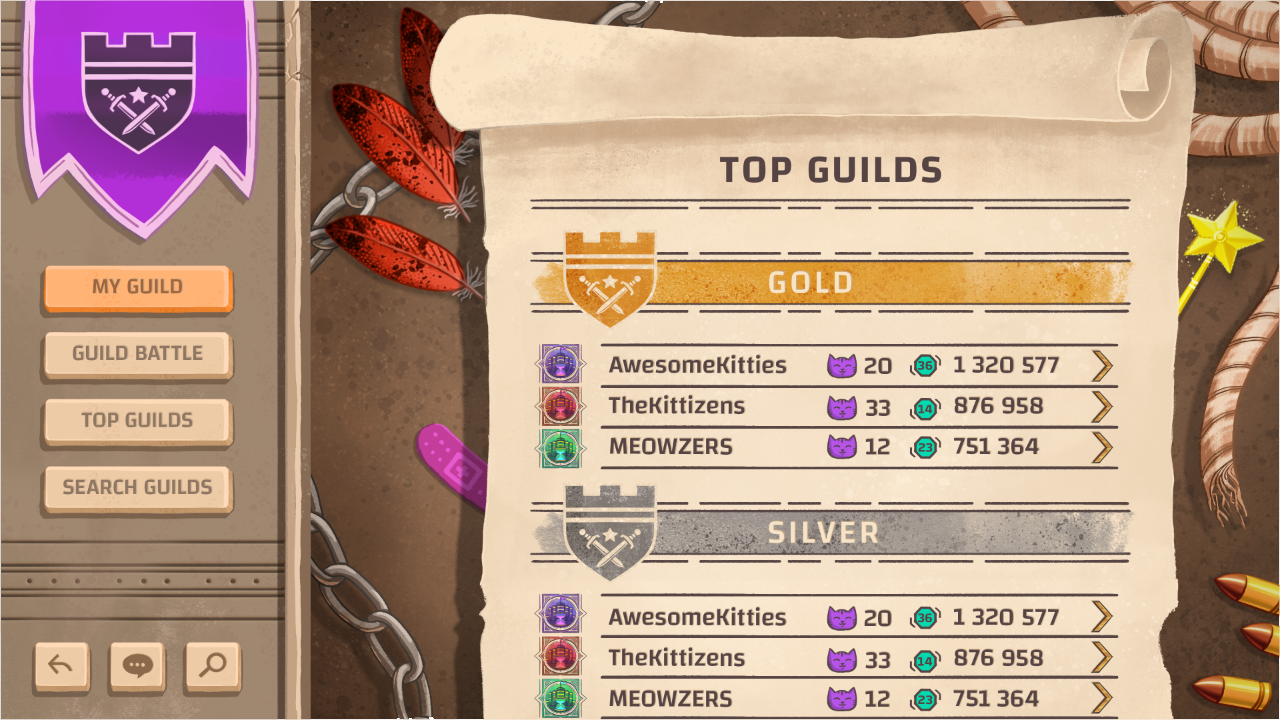 MY GUILD
GUILD BATTLE
TOP GUILDS
SEARCH GUILDS
TOP GUILDS
GOLD
AwesomeKitties 20 36 1 320 577
TheKittizens 33 14 876 958
MEOWZERS 12 23 751 364
SILVER
AwesomeKitties 20 36 1 320 577
TheKittizens 33 14 876 958
MEOWZERS 12 23 751 364